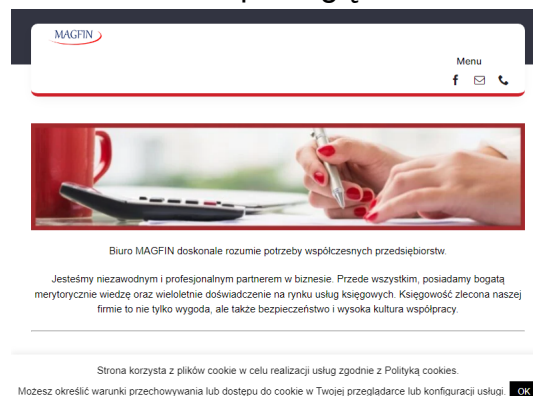 MAGFIN
Menu
Biuro MAGFIN doskonale rozumie potrzeby współczesnych przedsiębiorstw.
Jesteśmy niezawodnym i profesjonalnym partnerem w biznesie. Przede wszystkim, posiadamy bogatą
merytorycznie wiedzę oraz wieloletnie doświadczenie na rynku usług księgowych. Księgowość zlecona naszej
firmie to nie tylko wygoda, ale także bezpieczeństwo i wysoka kultura współpracy.
Strona korzysta z plików cookie w celu realizacji usług zgodnie z Polityką cookies.
Możesz określić warunki przechowywania lub dostępu do cookie w Twojej przeglądarce lub konfiguracji usługi. OK